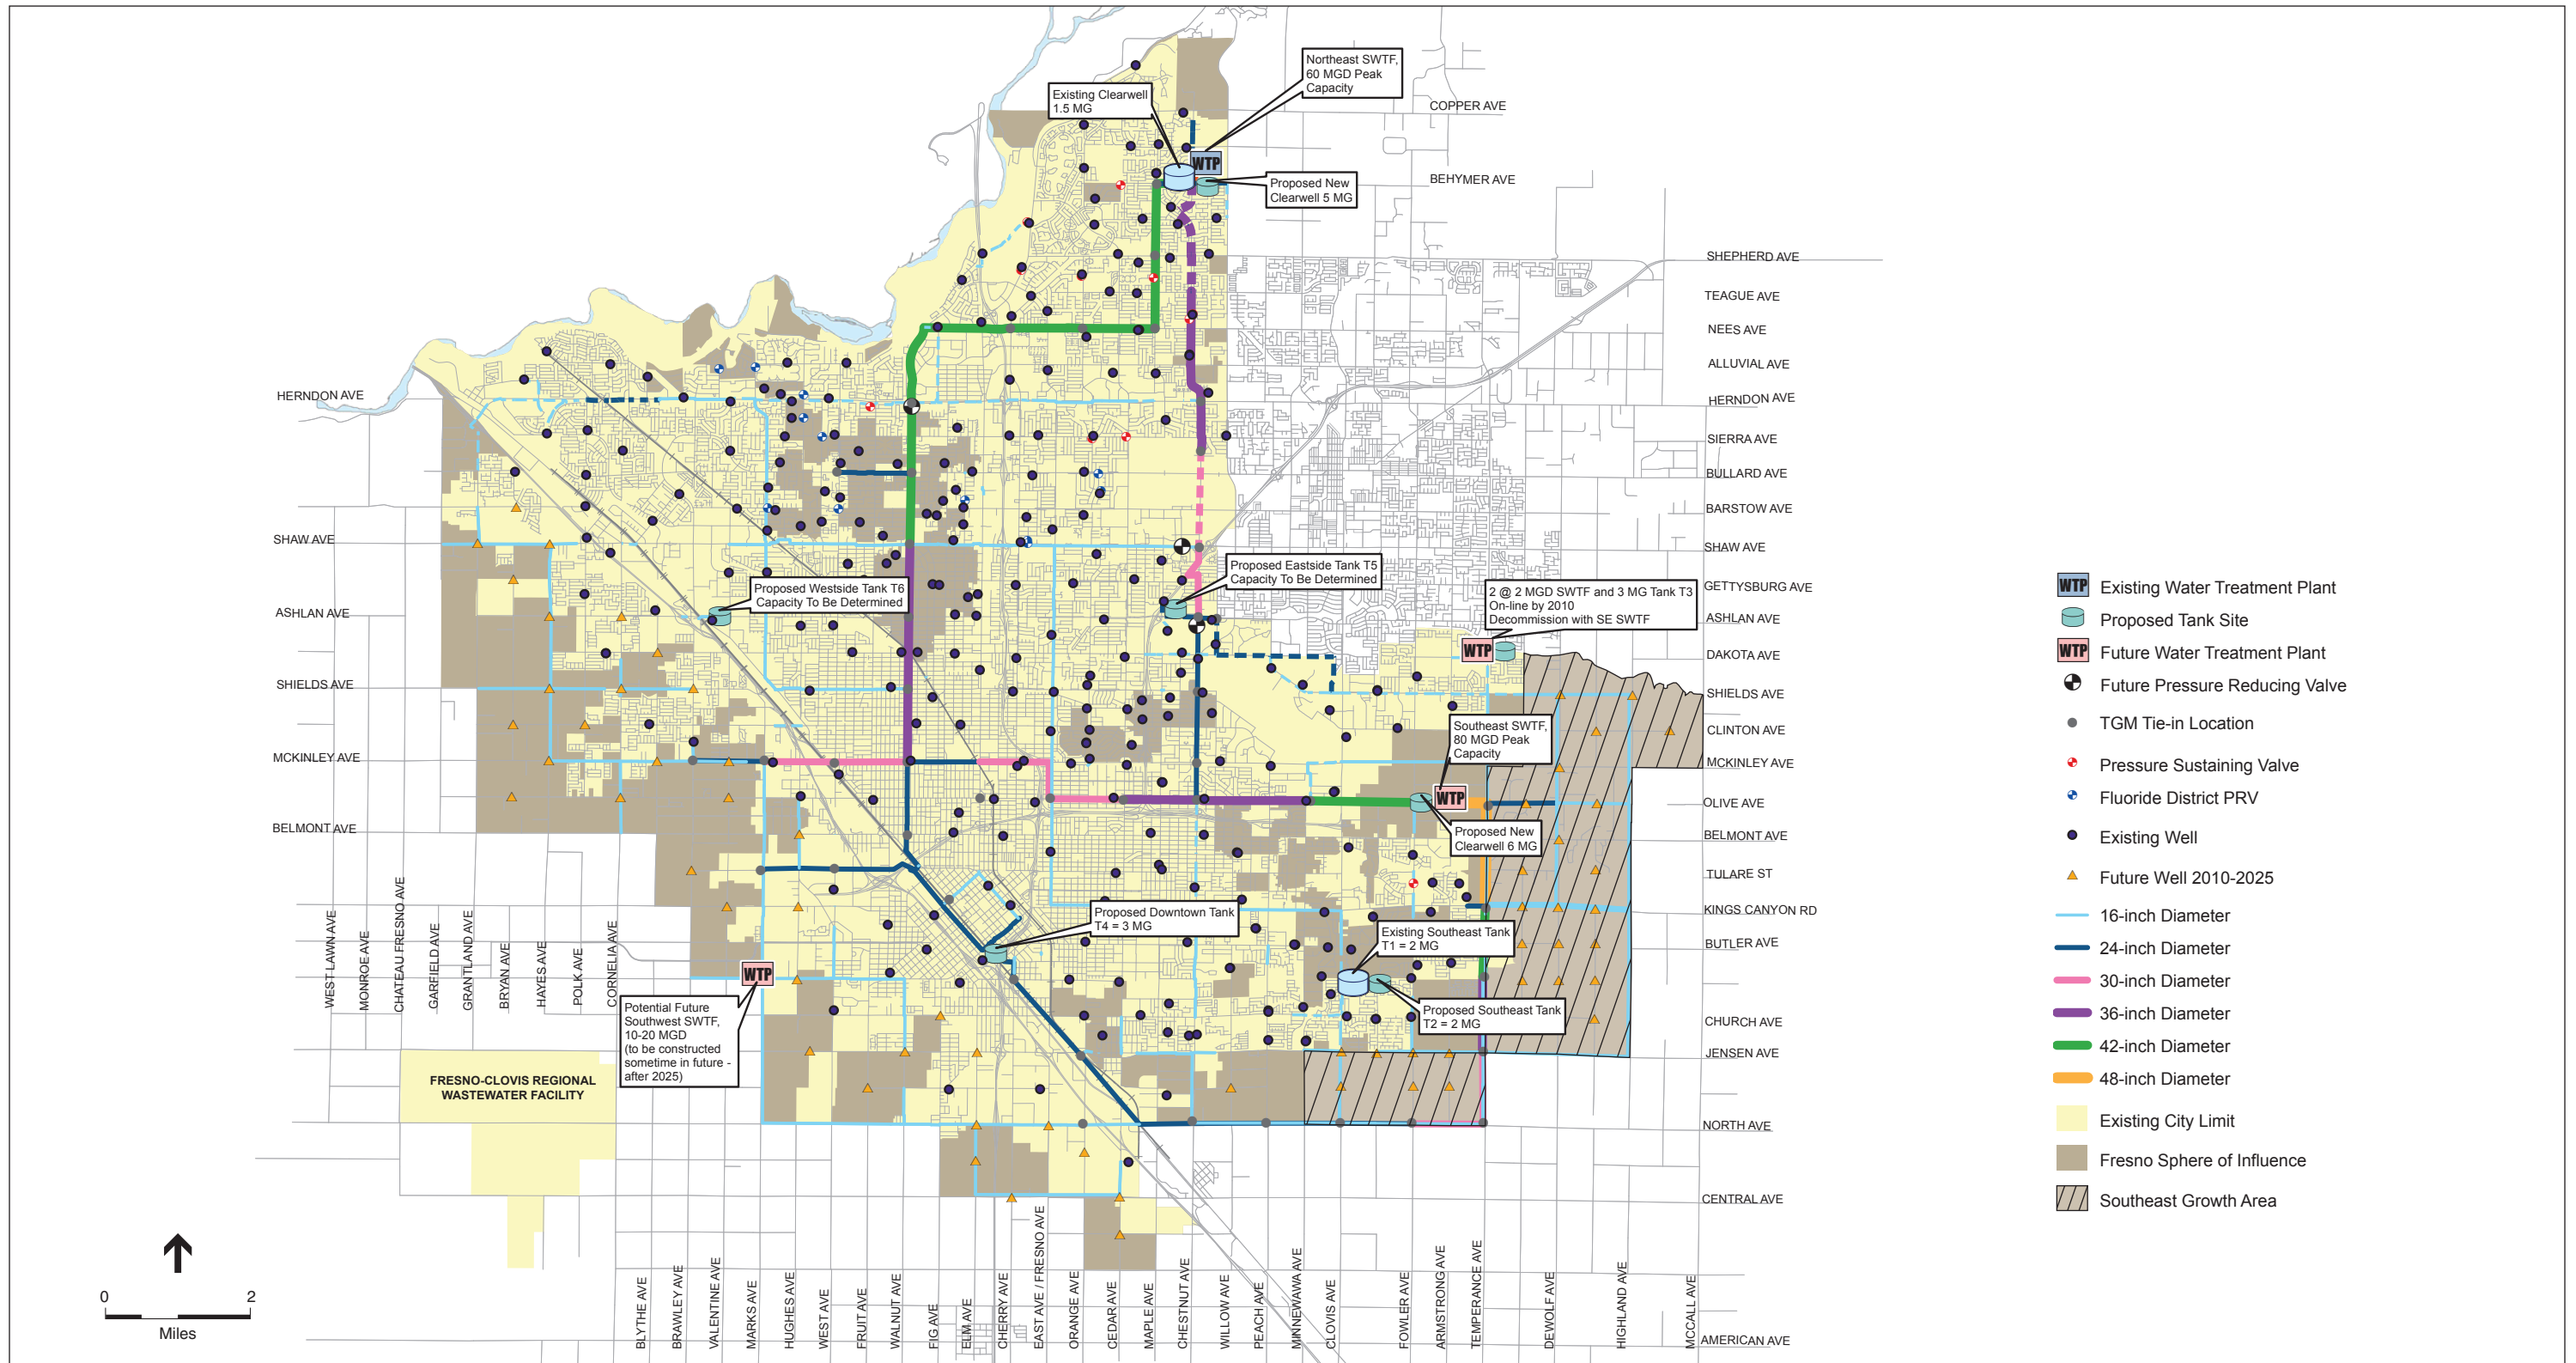 Northeast SWTF,
60 MGD Peak
Capacity
Existing Clearwell
1.5 MG
WTP
Proposed New
Clearwell 5 MG
COPPER AVE
BEHYMER AVE
SHEPHERD AVE
TEAGUE AVE
NEES AVE
ALLUVIAL AVE
HERNDON AVE
SIERRA AVE
BULLARD AVE
BARSTOW AVE
SHAW AVE
GETTYSBURG AVE
ASHLAN AVE
DAKOTA AVE
SHIELDS AVE
CLINTON AVE
MCKINLEY AVE
OLIVE AVE
BELMONT AVE
TULARE ST
KINGS CANYON RD
BUTLER AVE
CHURCH AVE
JENSEN AVE
NORTH AVE
CENTRAL AVE
AMERICAN AVE
HERNDON AVE
SHAW AVE
ASHLAN AVE
SHIELDS AVE
MCKINLEY AVE
BELMONT AVE
Proposed Westside Tank T6
Capacity To Be Determined
Proposed Eastside Tank T5
Capacity To Be Determined
2 @ 2 MGD SWTF and 3 MG Tank T3
On-line by 2010
Decommission with SE SWTF
WTP
Southeast SWTF,
80 MGD Peak
Capacity
WTP
Proposed New
Clearwell 6 MG
Proposed Downtown Tank
T4 = 3 MG
Existing Southeast Tank
T1 = 2 MG
Proposed Southeast Tank
T2 = 2 MG
WTP
Potential Future
Southwest SWTF,
10-20 MGD
(to be constructed
sometime in future -
after 2025)
FRESNO-CLOVIS REGIONAL
WASTEWATER FACILITY
WEST LAWN AVE
MONROE AVE
CHATEAU FRESNO AVE
GARFIELD AVE
GRANTLAND AVE
BRYAN AVE
HAYES AVE
POLK AVE
CORNELIA AVE
BLYTHE AVE
BRAWLEY AVE
VALENTINE AVE
MARKS AVE
HUGHES AVE
WEST AVE
FRUIT AVE
WALNUT AVE
FIG AVE
ELM AVE
CHERRY AVE
EAST AVE / FRESNO AVE
ORANGE AVE
CEDAR AVE
MAPLE AVE
CHESTNUT AVE
WILLOW AVE
PEACH AVE
MINNEWAWA AVE
CLOVIS AVE
FOWLER AVE
ARMSTRONG AVE
TEMPERANCE AVE
DEWOLF AVE
HIGHLAND AVE
MCCALL AVE
0 2
Miles
WTP Existing Water Treatment Plant
Proposed Tank Site
WTP Future Water Treatment Plant
Future Pressure Reducing Valve
TGM Tie-in Location
Pressure Sustaining Valve
Fluoride District PRV
Existing Well
Future Well 2010-2025
16-inch Diameter
24-inch Diameter
30-inch Diameter
36-inch Diameter
42-inch Diameter
48-inch Diameter
Existing City Limit
Fresno Sphere of Influence
Southeast Growth Area